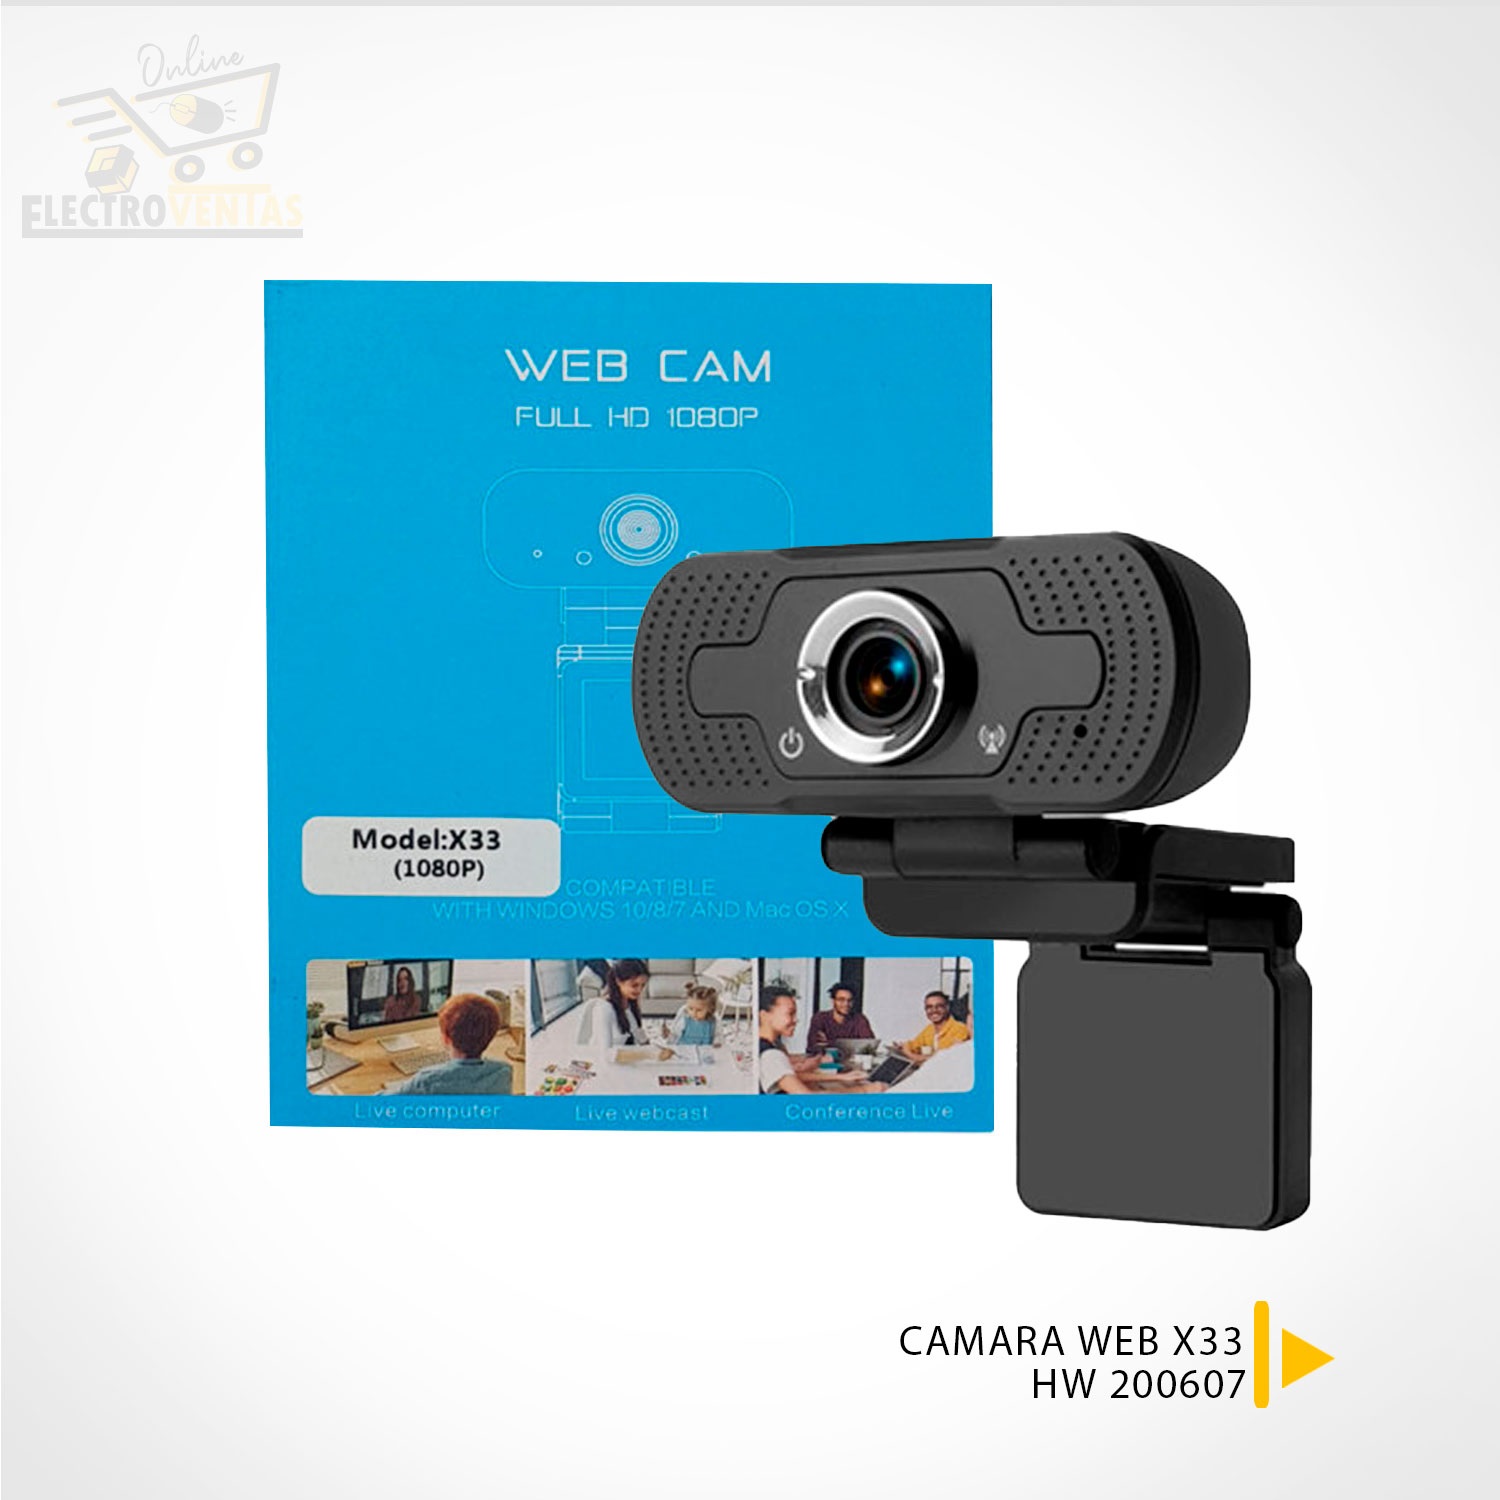 Online
ELECTROVENTAS
WEB CAM
FULL HD 1080P
Model:X33
(1080P)
COMPATIBLE
WITH WINDOWS 10/8/7 AND Mac OS X
Live computer
Live webcast
Conference Live
CAMARA WEB X33
HW 200607